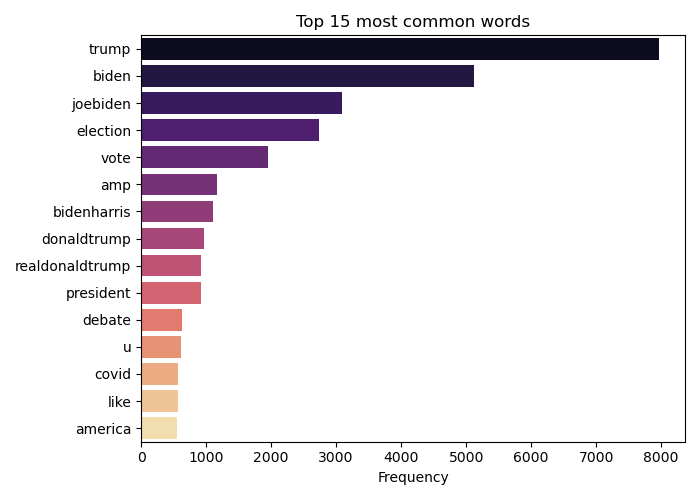 Top 15 most common words
trump
biden
joebiden
election
vote
amp
bidenharris
donaldtrump
realdonaldtrump
president
debate
u
covid
like
america
0 1000 2000 3000 4000 5000 6000 7000 8000
Frequency